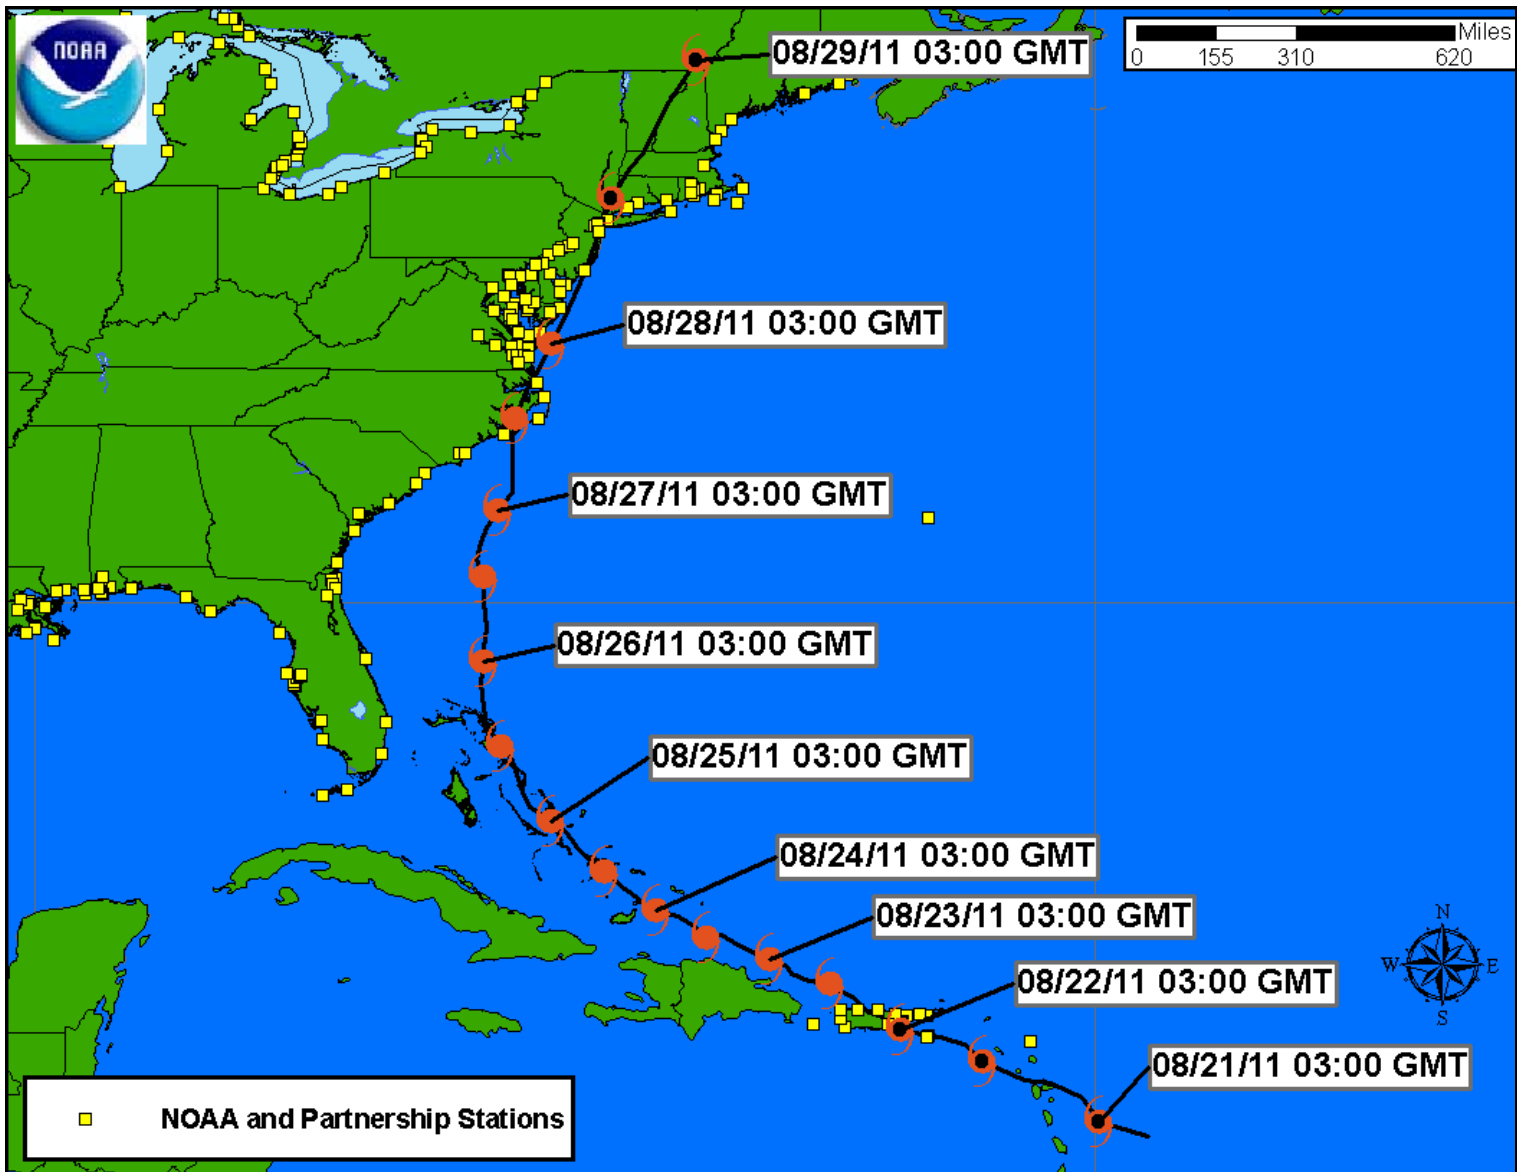 NOAA
08/29/11 03:00 GMT
Miles
0 155 310 620
08/28/11 03:00 GMT
08/27/11 03:00 GMT
08/26/11 03:00 GMT
08/25/11 03:00 GMT
08/24/11 03:00 GMT
08/23/11 03:00 GMT
08/22/11 03:00 GMT
08/21/11 03:00 GMT
N
W E
S
NOAA and Partnership Stations